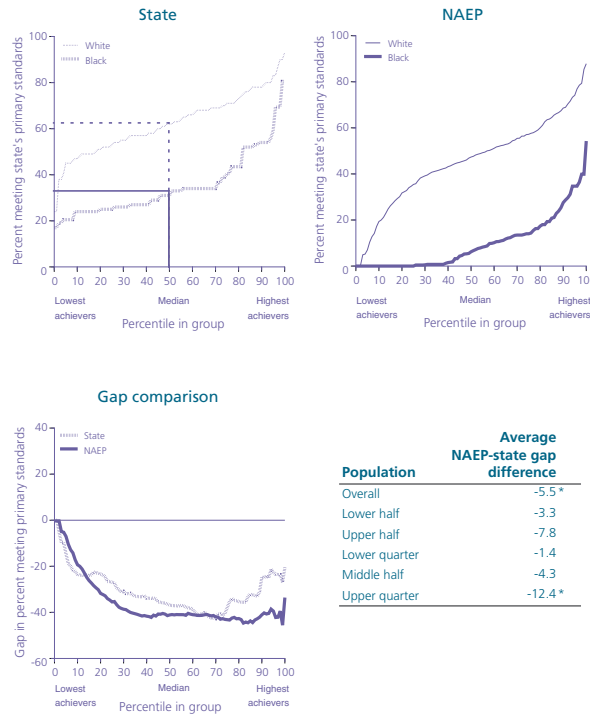 State
Percent meeting state's primary standards
100
80
60
40
20
0
White
Black
0 10 20 30 40 50 60 70 80 90 100
Lowest achievers
Median
Highest achievers
Percentile in group
NAEP
Percent meeting state's primary standards
100
80
60
40
20
0
White
Black
0 10 20 30 40 50 60 70 80 90 10
Lowest achievers
Median
Highest achievers
Percentile in group
Gap comparison
Gap in percent meeting primary standards
40
20
0
-20
-40
-60
State
NAEP
0 10 20 30 40 50 60 70 80 90 100
Lowest achievers
Median
Highest achievers
Percentile in group
Population Average NAEP-state gap difference
Overall -5.5*
Lower half -3.3
Upper half -7.8
Lower quarter -1.4
Middle half -4.3
Upper quarter -12.4*